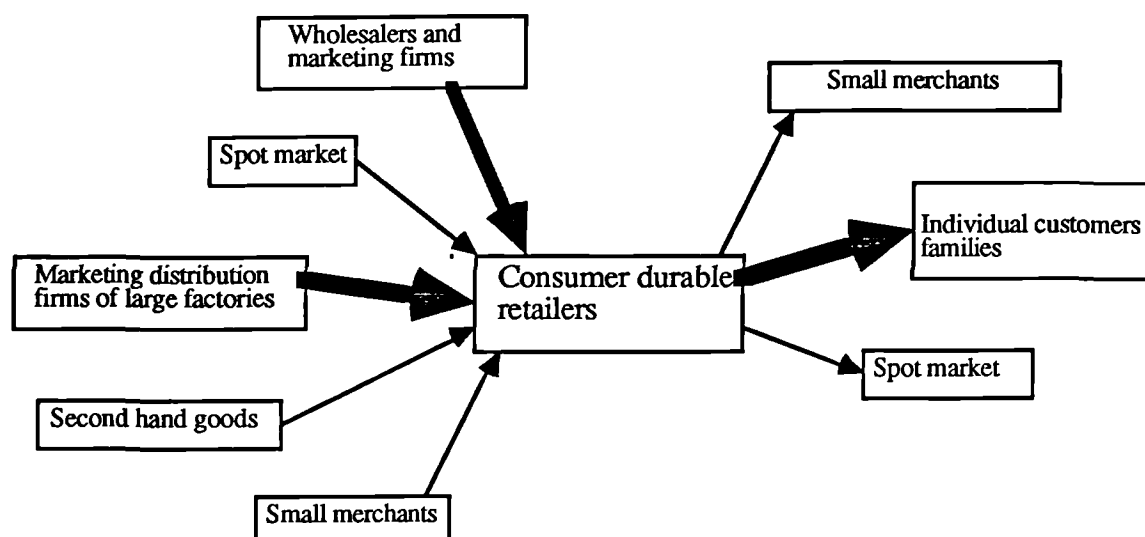 Wholesalers and
marketing firms
Small merchants
Spot market
Individual customers
families
Marketing distribution
firms of large factories
Consumer durable
retailers
Spot market
Second hand goods
Small merchants